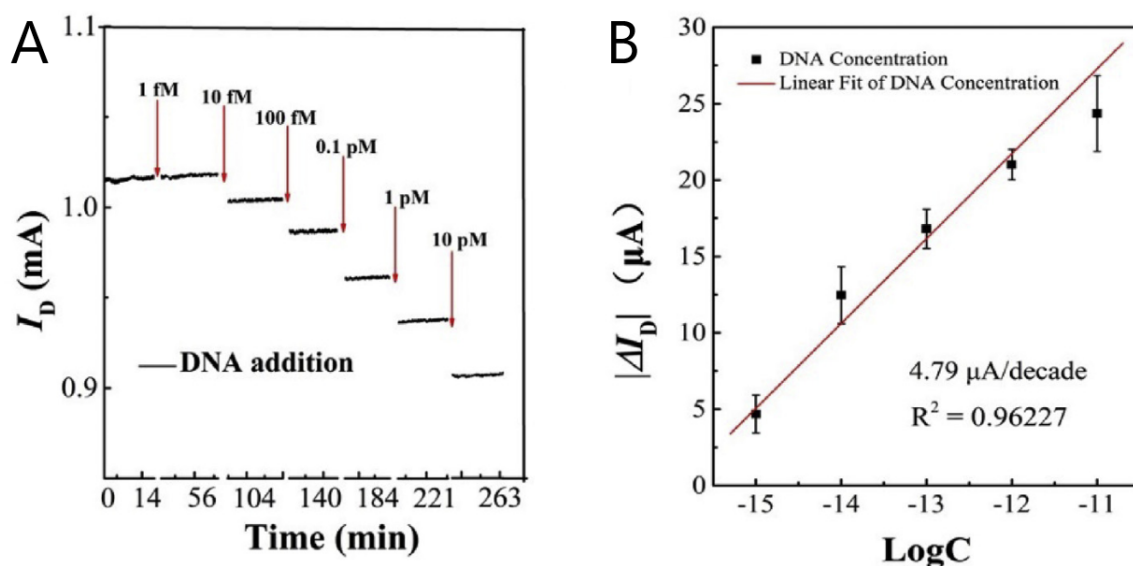 A
1.1
1 fM
10 fM
100 fM
0.1 pM
1 pM
10 pM
1.0
0.9
I_D (mA)
DNA addition
0 14 56 104 140 184 221 263
Time (min)
B
30
25
20
15
10
5
0
DNA Concentration
Linear Fit of DNA Concentration
|ΔI_D| (μA)
4.79 μA/decade
R² = 0.96227
-15 -14 -13 -12 -11
LogC